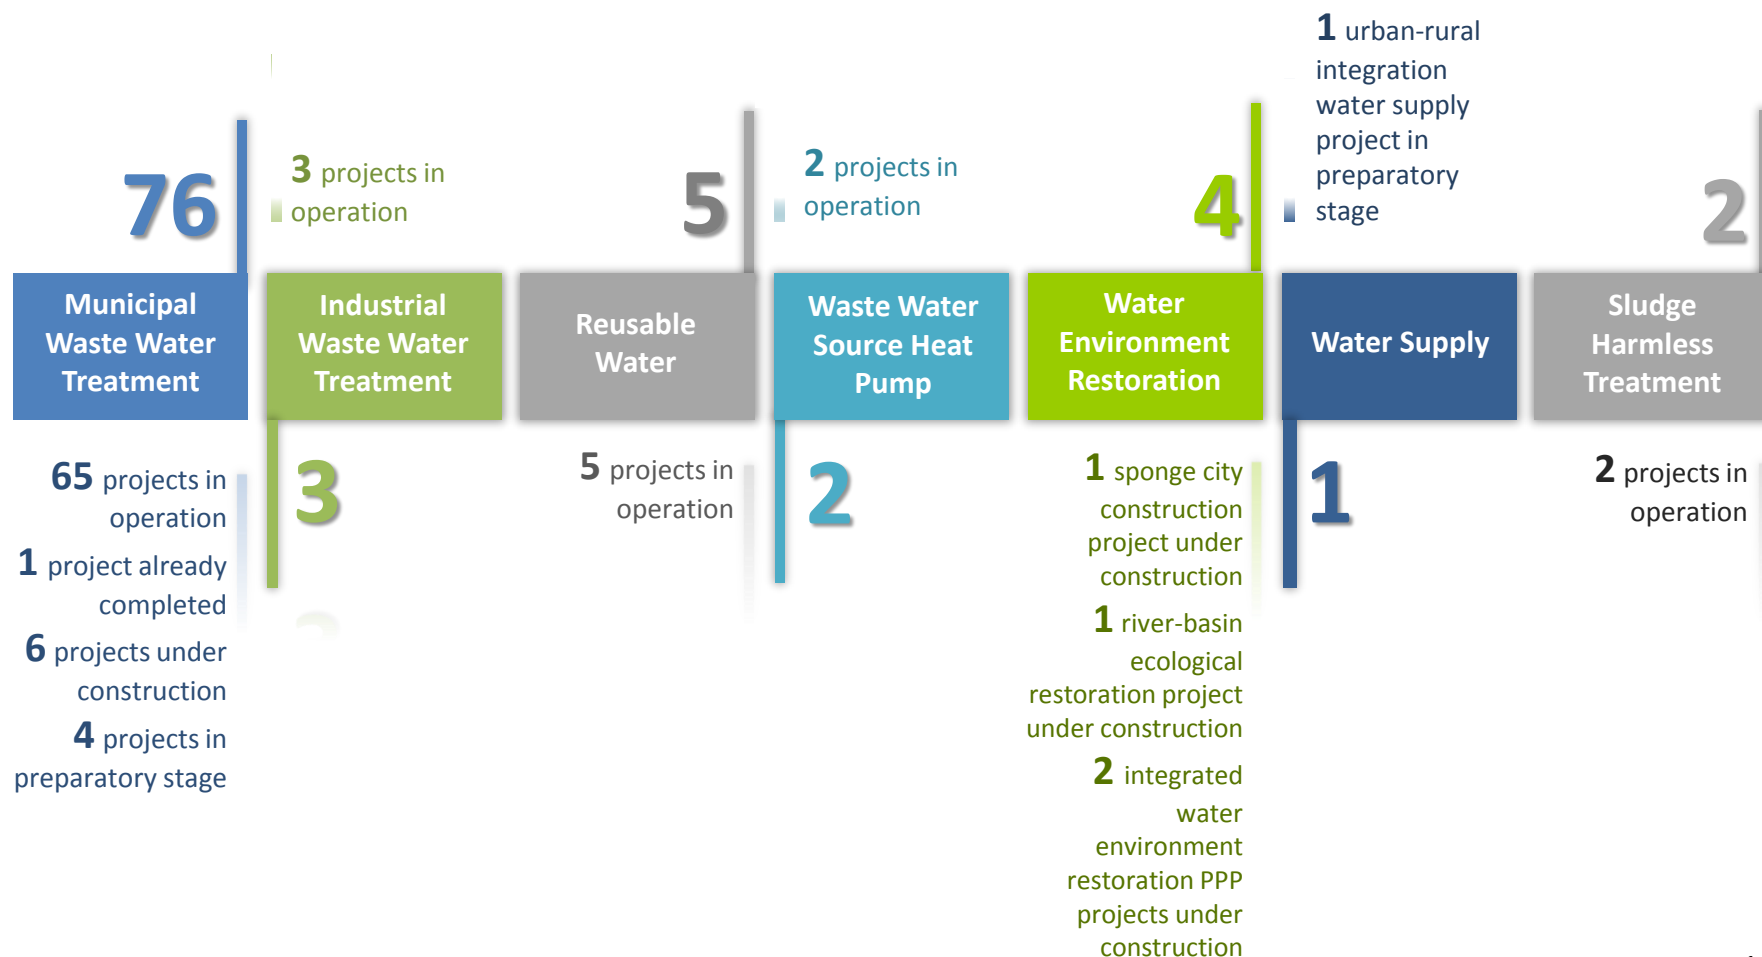 76
Municipal
Waste Water
Treatment
65 projects in
operation
1 project already
completed
6 projects under
construction
4 projects in
preparatory stage
3 projects in
operation
Industrial
Waste Water
Treatment
3
5
Reusable
Water
5 projects in
operation
2 projects in
operation
Waste Water
Source Heat
Pump
2
4
Water
Environment
Restoration
1 sponge city
construction
project under
construction
1 river-basin
ecological
restoration project
under construction
2 integrated
water
environment
restoration PPP
projects under
construction
1 urban-rural
integration
water supply
project in
preparatory
stage
Water Supply
1
2
Sludge
Harmless
Treatment
2 projects in
operation